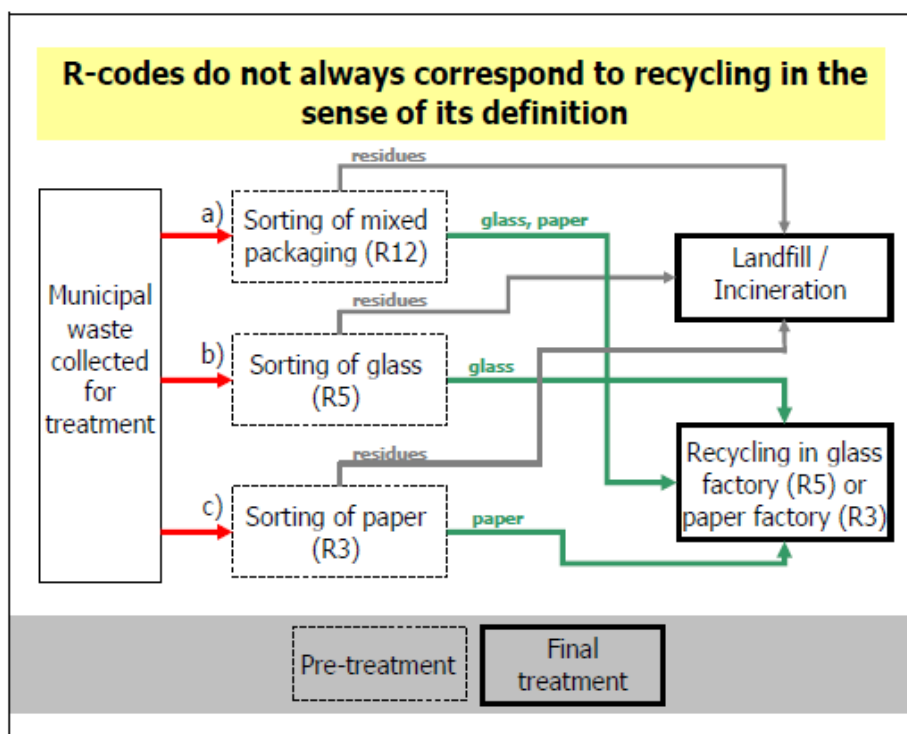 R-codes do not always correspond to recycling in the
sense of its definition
residues
a)
Sorting of mixed
packaging (R12)
glass, paper
Landfill /
Incineration
Municipal
waste
collected
for
treatment
residues
b)
Sorting of glass
(R5)
glass
residues
c)
Sorting of paper
(R3)
paper
Recycling in glass
factory (R5) or
paper factory (R3)
Pre-treatment
Final
treatment